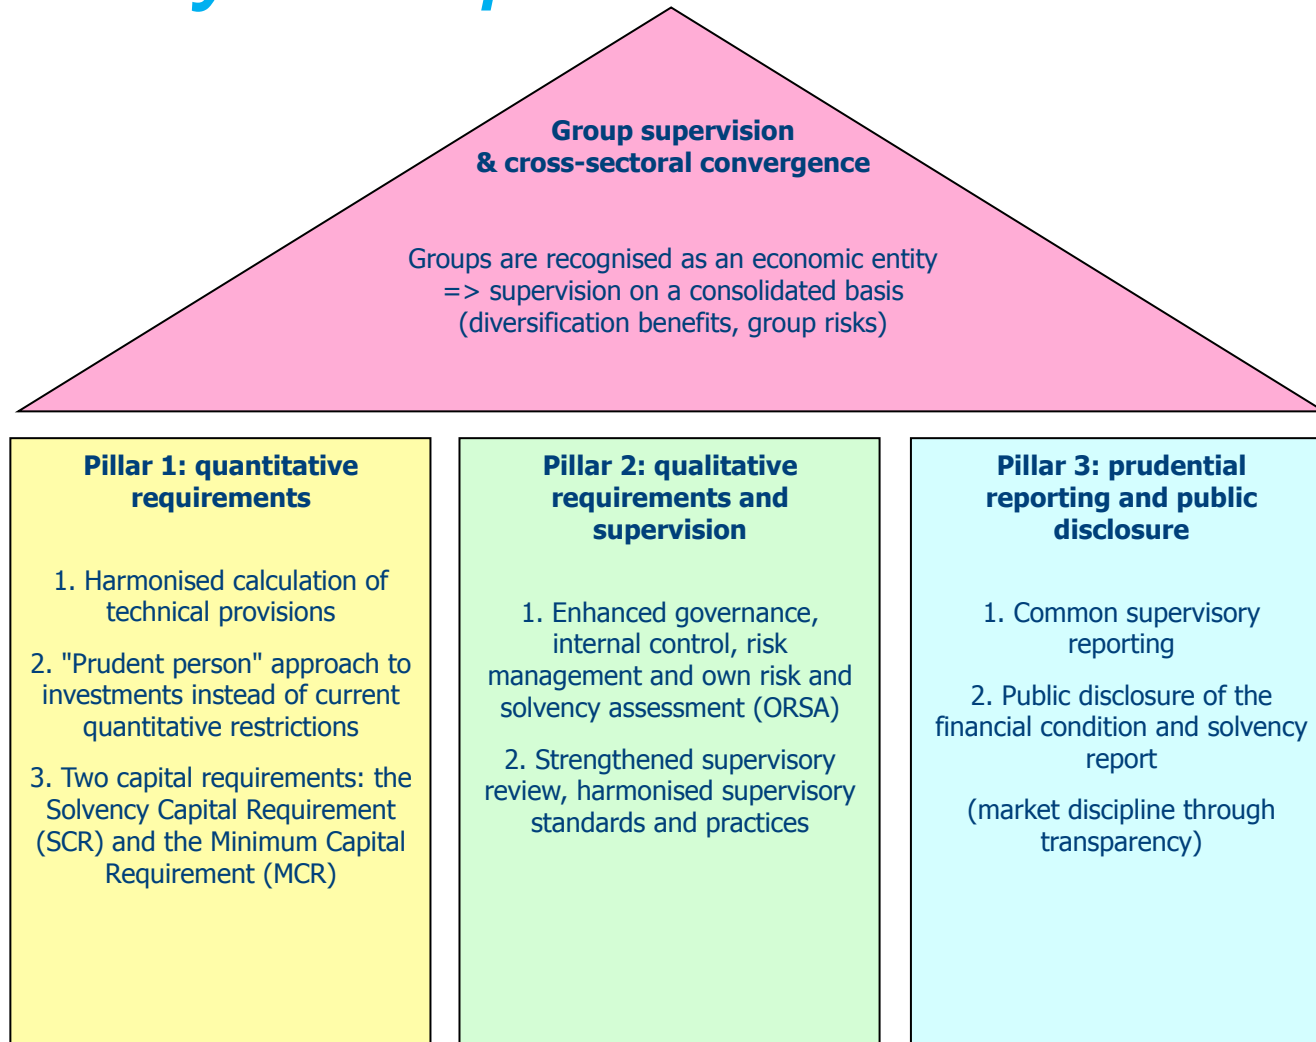 Group supervision
& cross-sectoral convergence
Groups are recognised as an economic entity
=> supervision on a consolidated basis
(diversification benefits, group risks)
Pillar 1: quantitative
requirements
1. Harmonised calculation of
technical provisions
2. "Prudent person" approach to
investments instead of current
quantitative restrictions
3. Two capital requirements: the
Solvency Capital Requirement
(SCR) and the Minimum Capital
Requirement (MCR)
Pillar 2: qualitative
requirements and
supervision
1. Enhanced governance,
internal control, risk
management and own risk and
solvency assessment (ORSA)
2. Strengthened supervisory
review, harmonised supervisory
standards and practices
Pillar 3: prudential
reporting and public
disclosure
1. Common supervisory
reporting
2. Public disclosure of the
financial condition and solvency
report
(market discipline through
transparency)